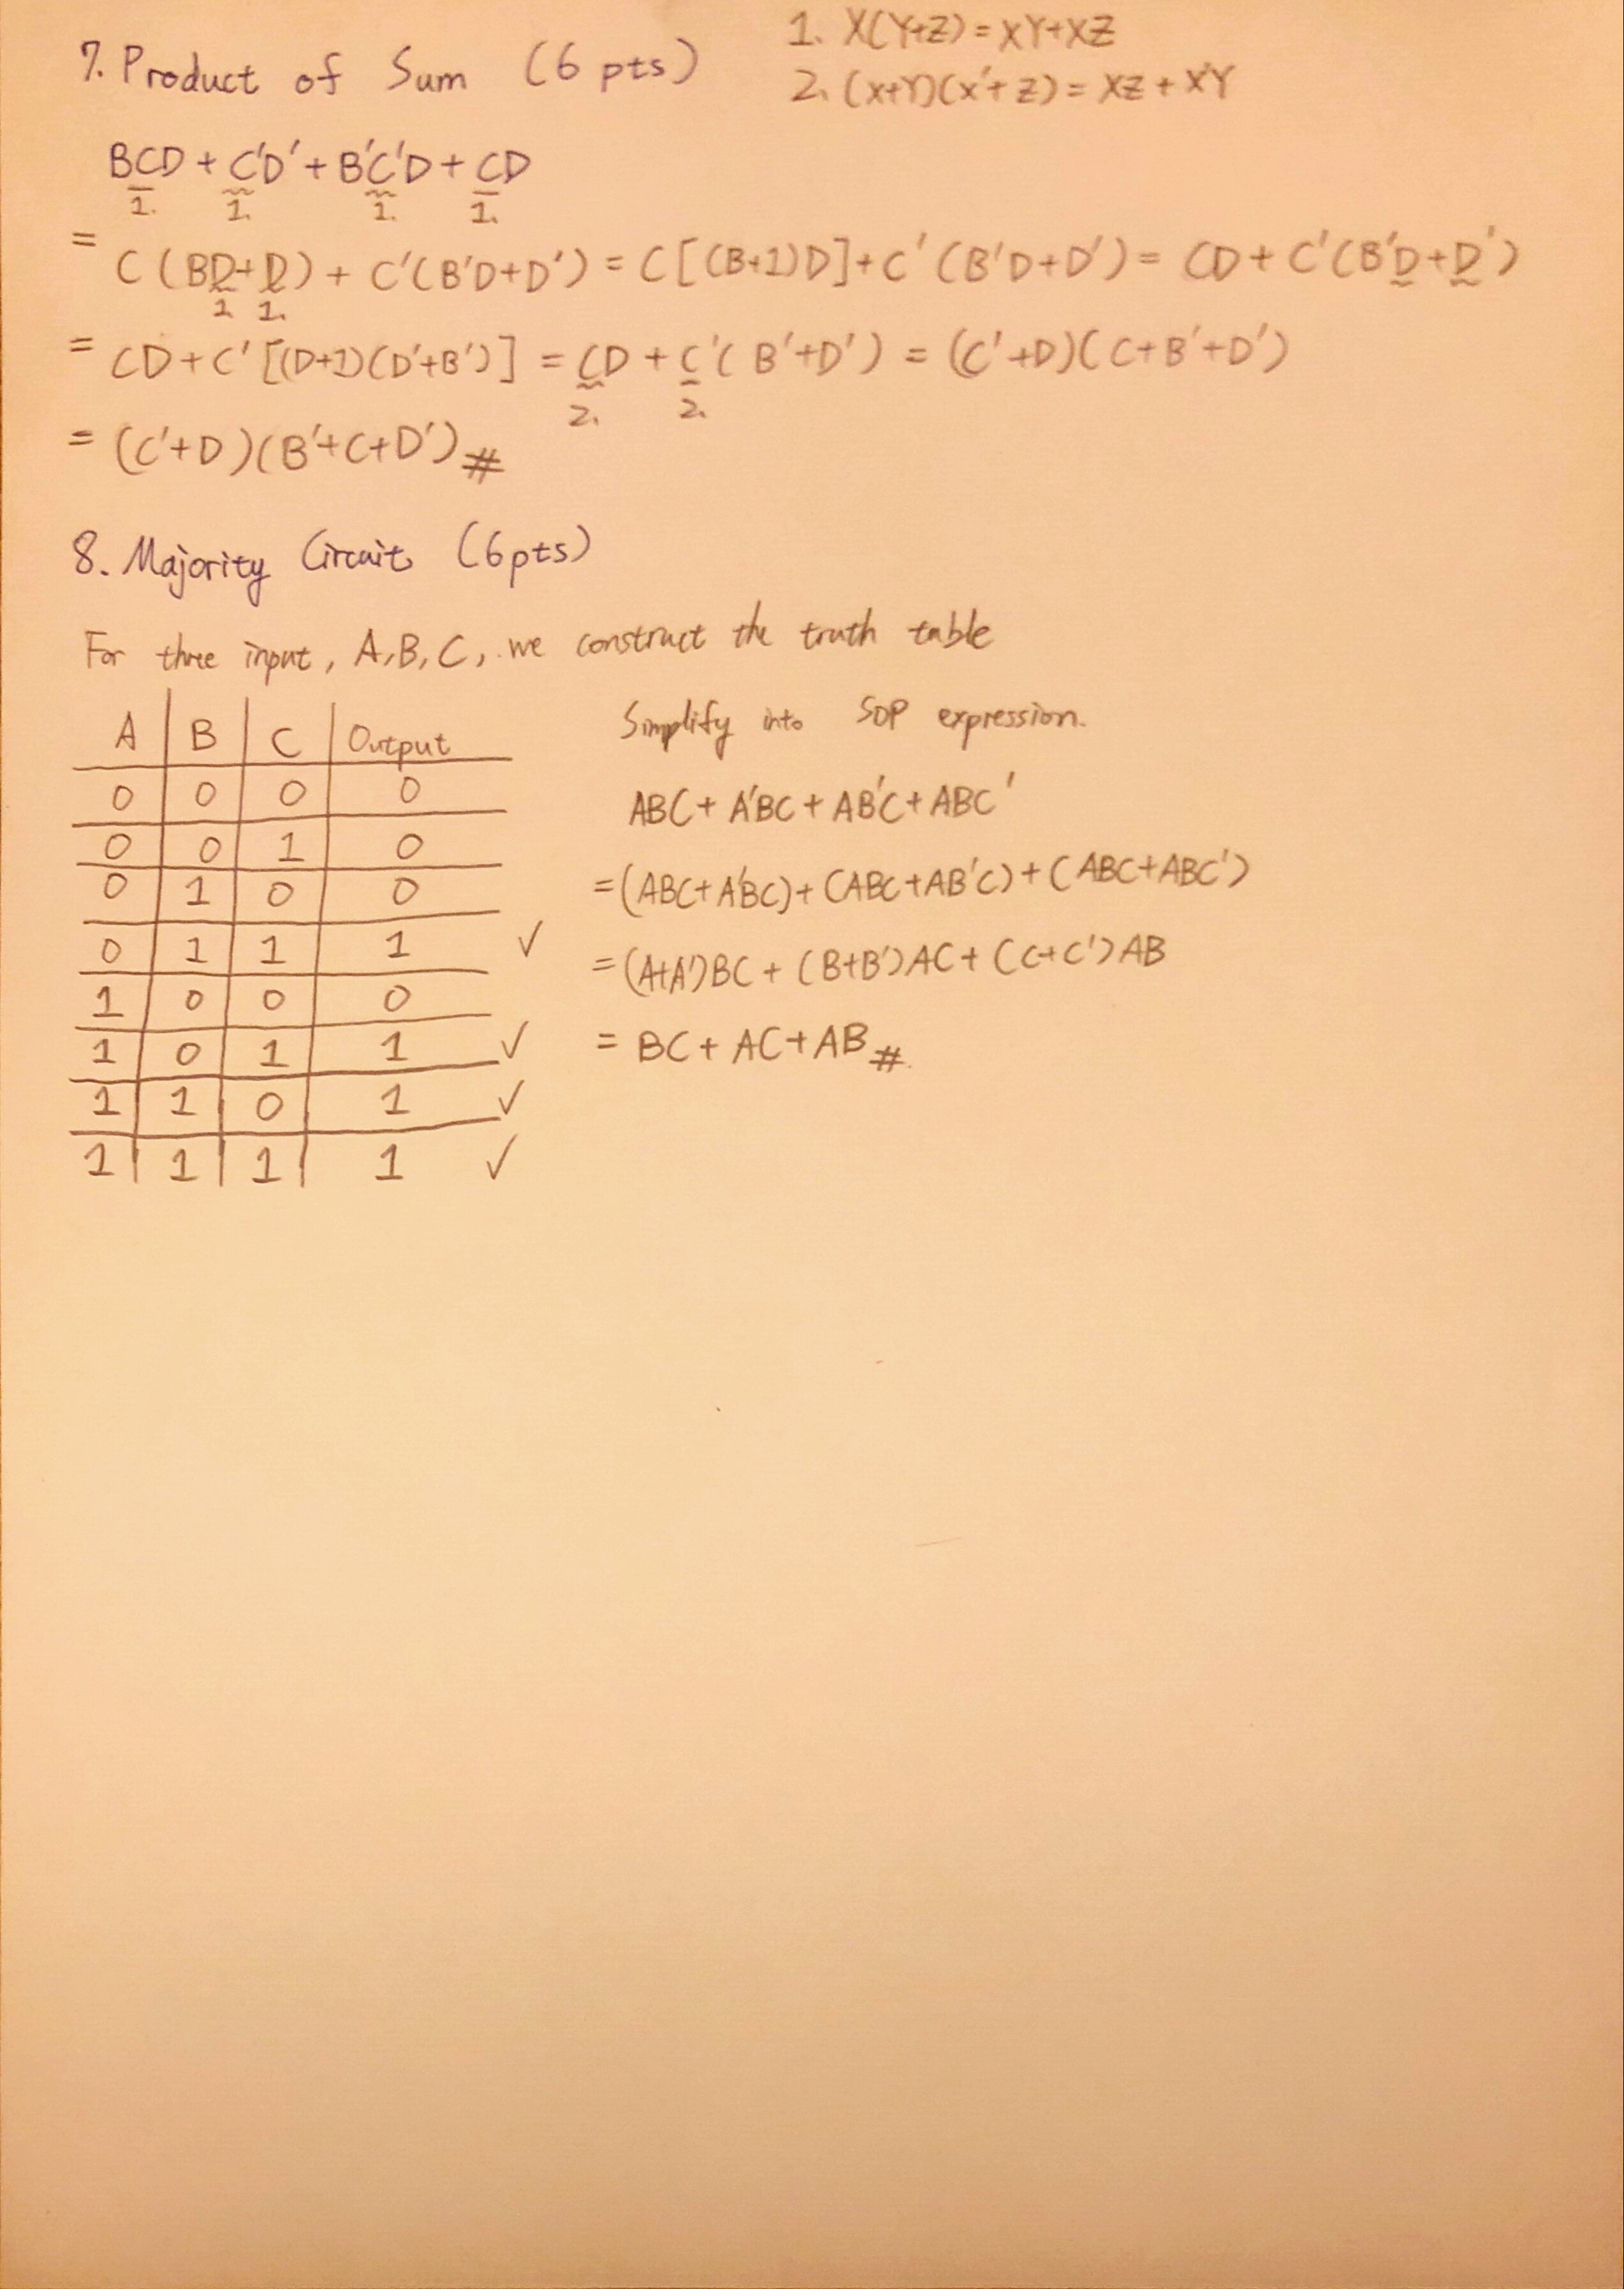 7. Product of Sum (6 pts)
1. X(Y+Z)=XY+XZ
2. (X+Y)(X'+Z)=XZ+X'Y
BCD+C'D'+B'C'D+CD
1. 1. 1. 1.
= C(BD+D)+C'(B'D+D')=C[(B+1)D]+C'(B'D+D')=CD+C'(B'D+D')
1 1.
= CD+C'[(D+1)(D'+B')]=CD+C'(B'+D')=(C'+D)(C+B'+D')
2. 2.
= (C'+D)(B'+C+D')#
8. Majority Circuit (6pts)
For three input, A,B,C, we construct the truth table
A B C Output
0 0 0 0
0 0 1 0
0 1 0 0
0 1 1 1 ✓
1 0 0 0
1 0 1 1 ✓
1 1 0 1 ✓
1 1 1 1 ✓
Simplify into SOP expression.
ABC+A'BC+AB'C+ABC'
=(ABC+A'BC)+(ABC+AB'C)+(ABC+ABC')
=(A+A')BC+(B+B')AC+(C+C')AB
= BC+AC+AB#